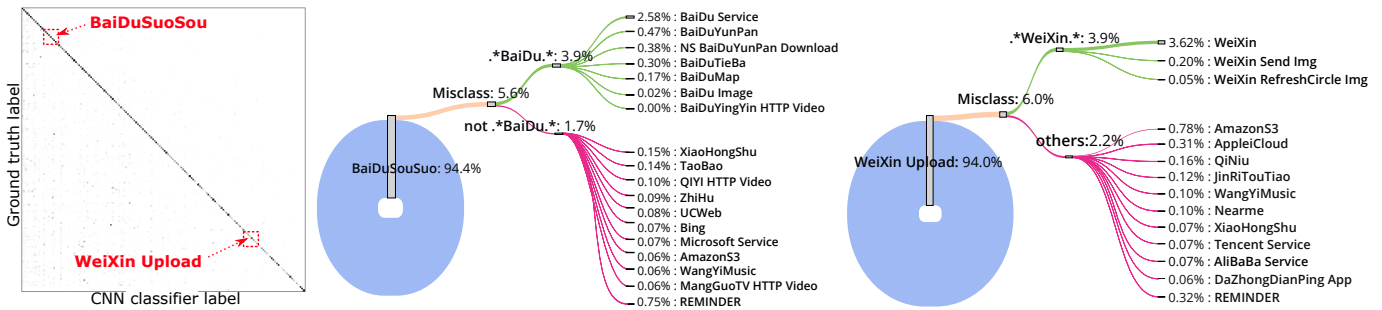 BaiDuSuoSou
Ground truth label
WeiXin Upload
CNN classifier label
.*BaiDu.*: 3.9%
Misclass: 5.6%
not .*BaiDu.*: 1.7%
BaiDuSouSuo: 94.4%
2.58% : BaiDu Service
0.47% : BaiDuYunPan
0.38% : NS BaiDuYunPan Download
0.30% : BaiDuTieBa
0.17% : BaiDuMap
0.02% : BaiDu Image
0.00% : BaiDuYingYin HTTP Video
0.15% : XiaoHongShu
0.14% : TaoBao
0.10% : QIYI HTTP Video
0.09% : ZhiHu
0.08% : UCWeb
0.07% : Bing
0.07% : Microsoft Service
0.06% : AmazonS3
0.06% : WangYiMusic
0.06% : MangGuoTV HTTP Video
0.75% : REMINDER
.*WeiXin.*: 3.9%
Misclass: 6.0%
others:2.2%
WeiXin Upload: 94.0%
3.62% : WeiXin
0.20% : WeiXin Send Img
0.05% : WeiXin RefreshCircle Img
0.78% : AmazonS3
0.31% : AppleiCloud
0.16% : QiNiu
0.12% : JinRiTouTiao
0.10% : WangYiMusic
0.10% : Nearme
0.07% : XiaoHongShu
0.07% : Tencent Service
0.07% : AliBaBa Service
0.06% : DaZhongDianPing App
0.32% : REMINDER